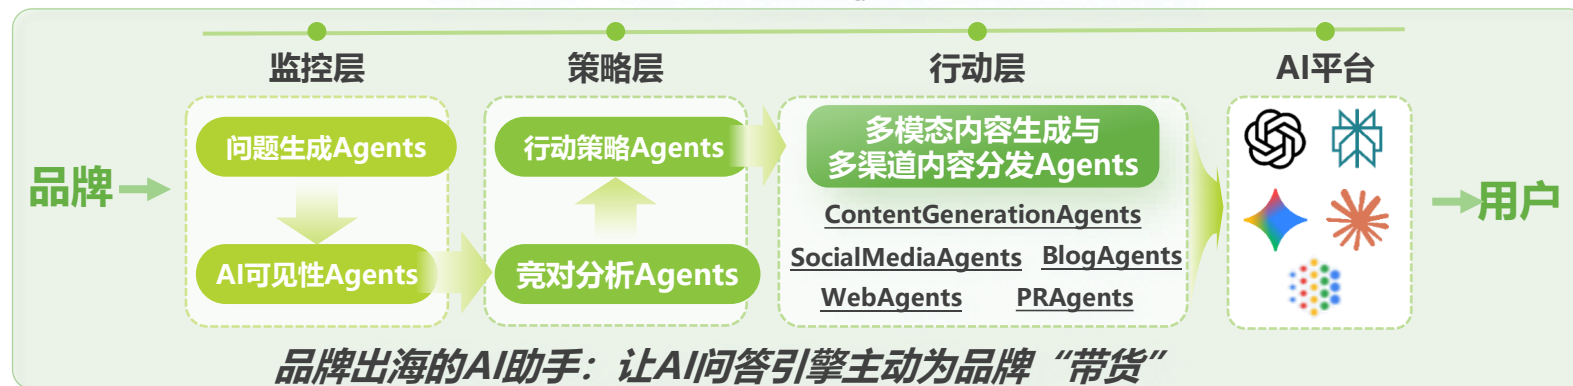 监控层
策略层
行动层
AI平台
品牌
问题生成Agents
AI可见性Agents
行动策略Agents
竞对分析Agents
多模态内容生成与
多渠道内容分发Agents
ContentGenerationAgents
SocialMediaAgents
BlogAgents
WebAgents
PRAgents
用户
品牌出海的AI助手：让AI问答引擎主动为品牌“带货”